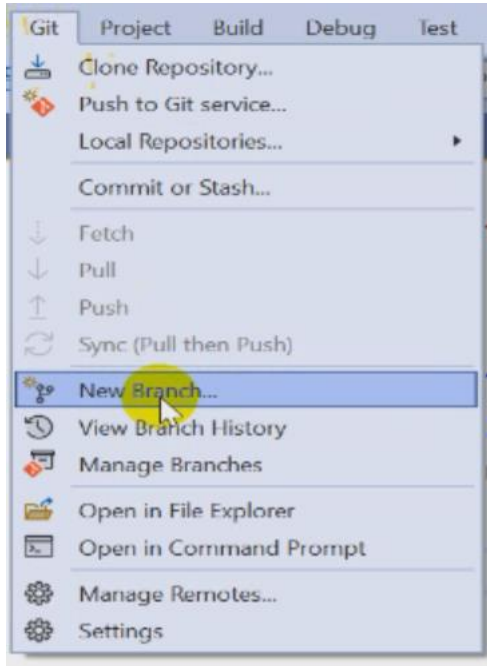 Git Project Build Debug Test
Clone Repository...
Push to Git service...
Local Repositories...
Commit or Stash...
Fetch
Pull
Push
Sync (Pull then Push)
New Branch...
View Branch History
Manage Branches
Open in File Explorer
Open in Command Prompt
Manage Remotes...
Settings